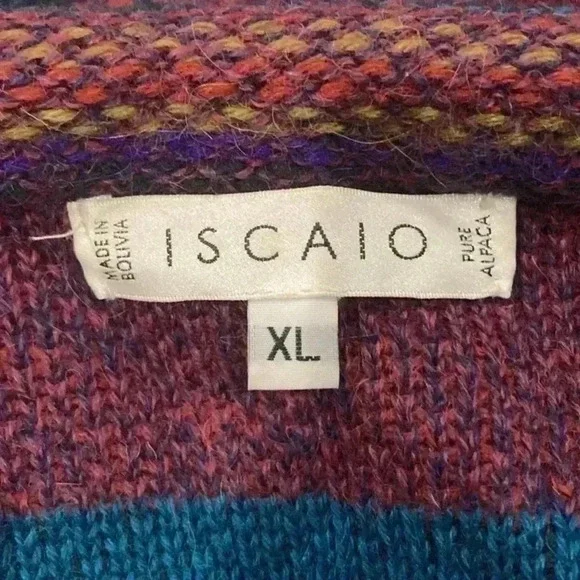 MADE IN
BOLIVIA
ISCAIO
PURE
ALPACA
XL